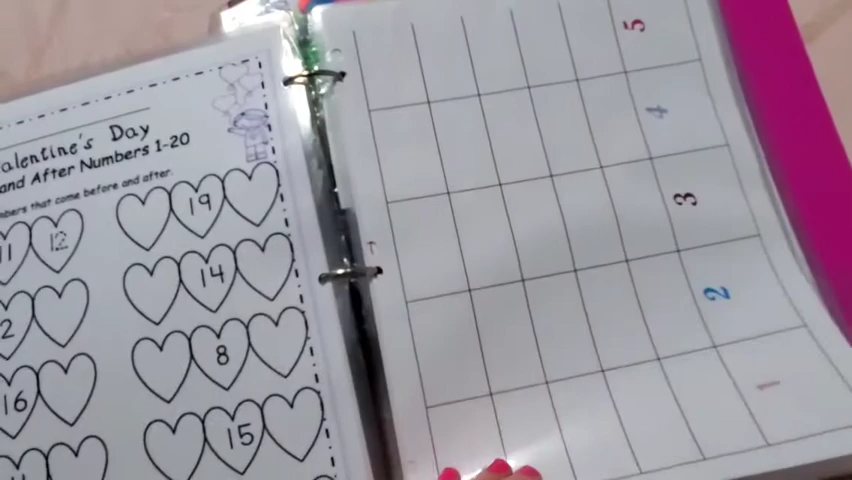 alentine's Day
and After Numbers 1-20
mbers that come before and after.
11 12 19
2 14
16 8
15
5
4
3
2
1